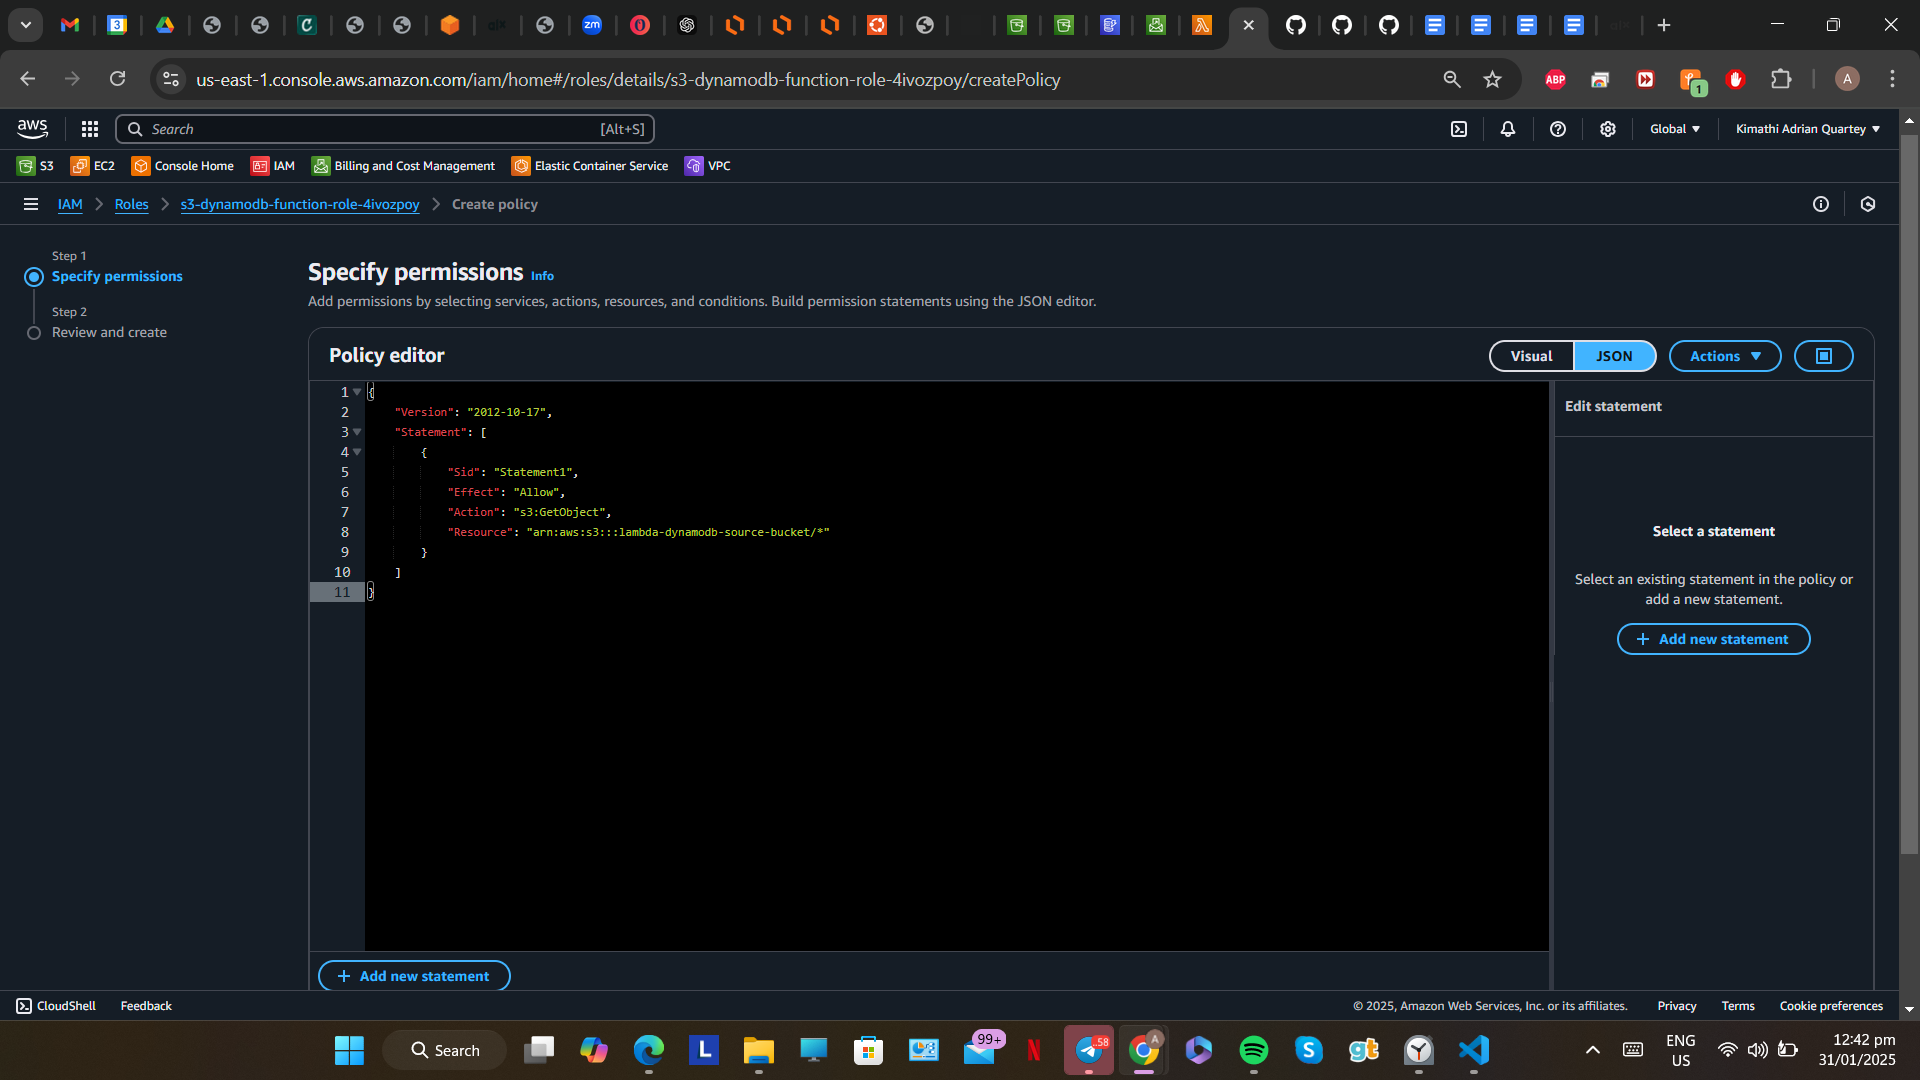 3
zm
us-east-1.console.aws.amazon.com/iam/home#/roles/details/s3-dynamodb-function-role-4ivozpoy/createPolicy
ABP
1
A
aws
Search
[Alt+S]
Global
Kimathi Adrian Quartey
S3
EC2
Console Home
IAM
Billing and Cost Management
Elastic Container Service
VPC
IAM
Roles
s3-dynamodb-function-role-4ivozpoy
Create policy
Step 1
Specify permissions
Step 2
Review and create
Specify permissions Info
Add permissions by selecting services, actions, resources, and conditions. Build permission statements using the JSON editor.
Policy editor
Visual
JSON
Actions
1 {
2 "Version": "2012-10-17",
3 "Statement": [
4 {
5 "Sid": "Statement1",
6 "Effect": "Allow",
7 "Action": "s3:GetObject",
8 "Resource": "arn:aws:s3:::lambda-dynamodb-source-bucket/*"
9 }
10 ]
11 }
Edit statement
Select a statement
Select an existing statement in the policy or
add a new statement.
+ Add new statement
+ Add new statement
CloudShell
Feedback
© 2025, Amazon Web Services, Inc. or its affiliates.
Privacy
Terms
Cookie preferences
Search
L
99+
N
..58
A
S
gt
ENG
US
12:42 pm
31/01/2025